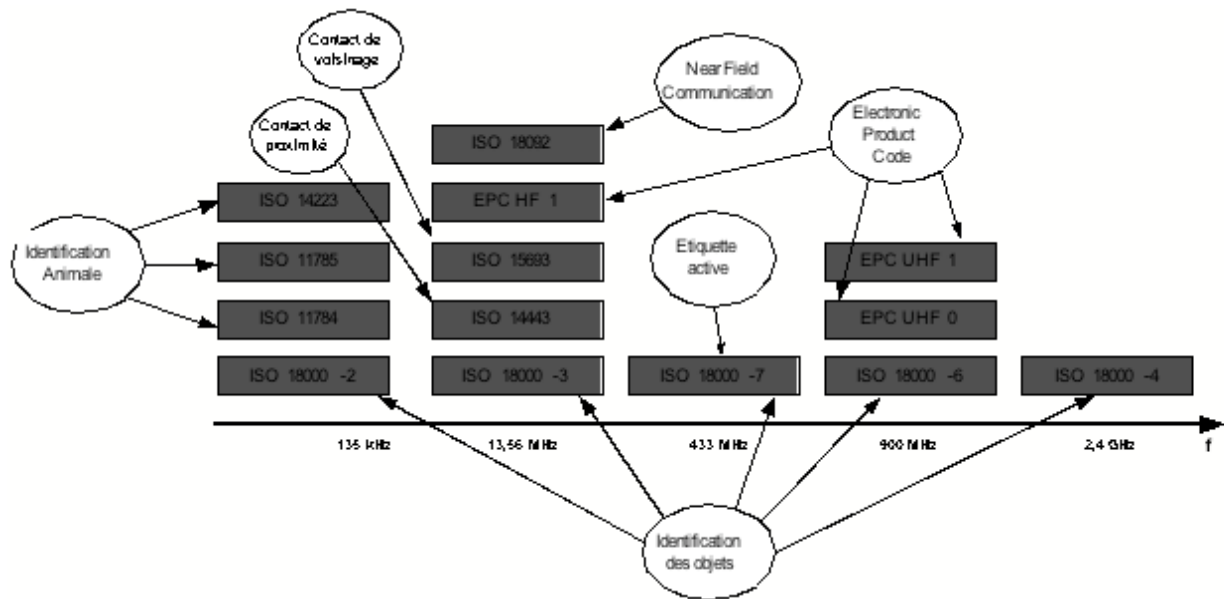 Contact de
voisinage
Near Field
Communication
Contact de
proximité
Electronic
Product
Code
ISO 18092
ISO 14223
EPC HF 1
Identification
Animale
ISO 11785
ISO 15693
Etiquette
active
EPC UHF 1
ISO 11784
ISO 14443
EPC UHF 0
ISO 18000 -2
ISO 18000 -3
ISO 18000 -7
ISO 18000 -6
ISO 18000 -4
135 kHz
13,56 MHz
433 MHz
900 MHz
2,4 GHz
f
Identification
des objets